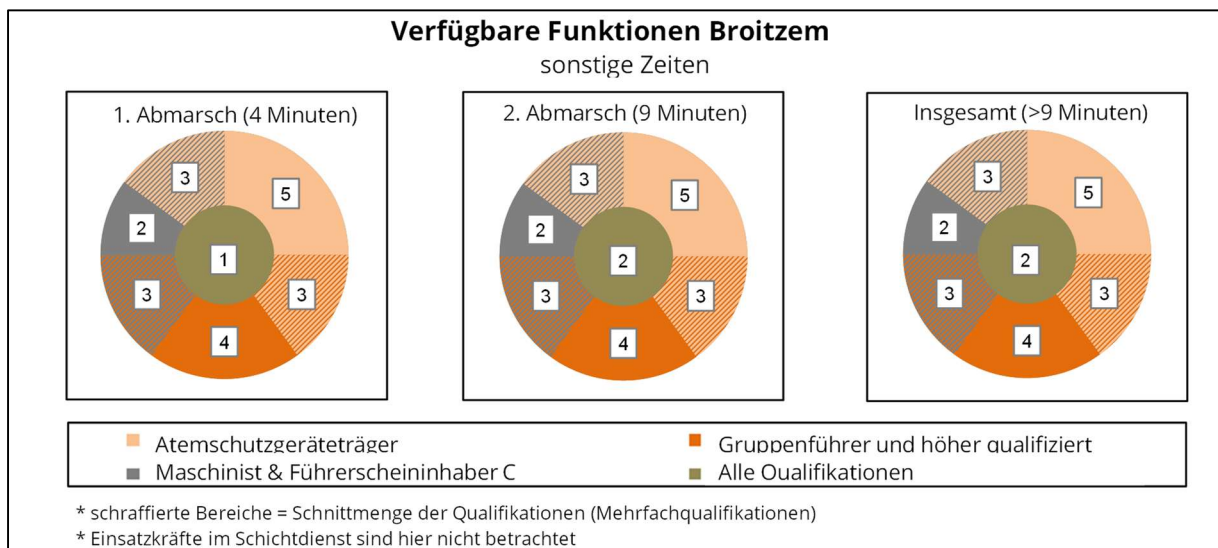 Verfügbare Funktionen Broitzem
sonstige Zeiten
1. Abmarsch (4 Minuten)
3
5
2
1
3
3
4
2. Abmarsch (9 Minuten)
3
5
2
2
3
3
4
Insgesamt (>9 Minuten)
3
5
2
2
3
3
4
Atemschutzgeräteträger
Gruppenführer und höher qualifiziert
Maschinist & Führerscheininhaber C
Alle Qualifikationen
* schraffierte Bereiche = Schnittmenge der Qualifikationen (Mehrfachqualifikationen)
* Einsatzkräfte im Schichtdienst sind hier nicht betrachtet